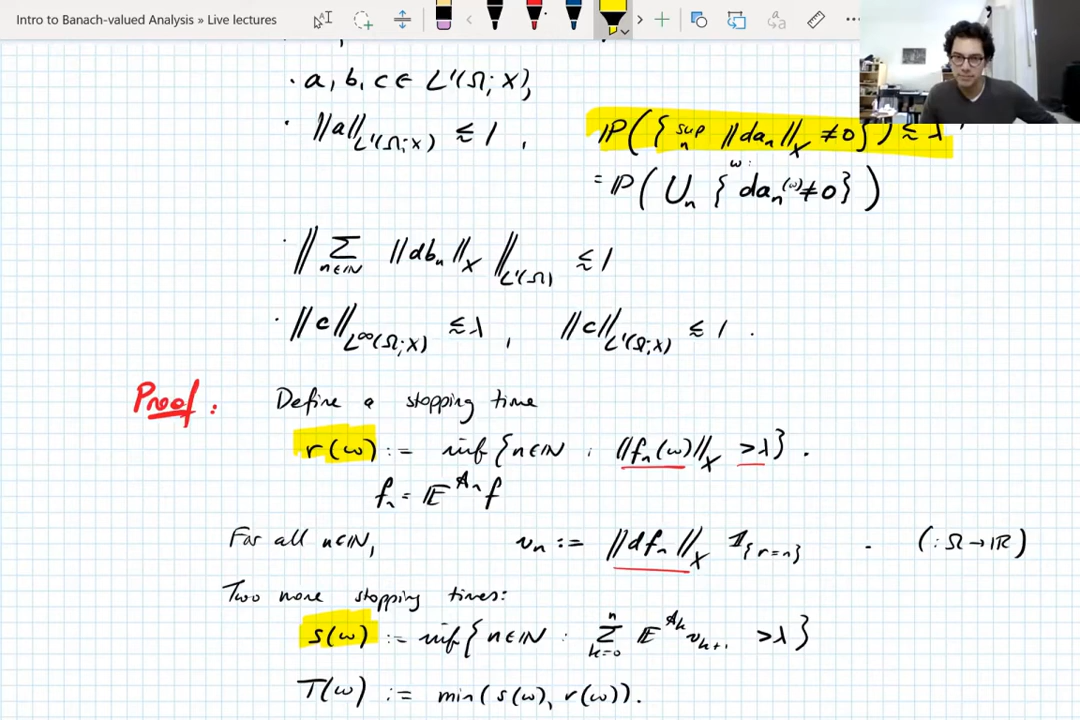 Intro to Banach-valued Analysis » Live lectures
· a, b, c ∈ L¹(Ω; X),
· ‖a‖_{L¹(Ω;X)} ≲ 1 , ℙ({ sup_n ‖da_n‖_X ≠ 0}) ≲ λ
= ℙ( ∪_n { ω: da_n(ω) ≠ 0 } )
· ‖ Σ_{n∈ℕ} ‖db_n‖_X ‖_{L¹(Ω)} ≲ 1
· ‖c‖_{L^∞(Ω;X)} ≲ λ , ‖c‖_{L¹(Ω;X)} ≲ 1 .
Proof : Define a stopping time
r(ω) := inf { n∈ℕ : ‖f_n(ω)‖_X > λ } .
f_n = 𝔼^{A_n} f
For all n∈ℕ, v_n := ‖df_n‖_X 𝟙_{r=n} . ( : Ω → ℝ )
Two more stopping times:
s(ω) := inf { n∈ℕ : Σ_{k=0}^{n} 𝔼^{A_k} v_{k+1} > λ }
T(ω) := min( s(ω), r(ω) ).